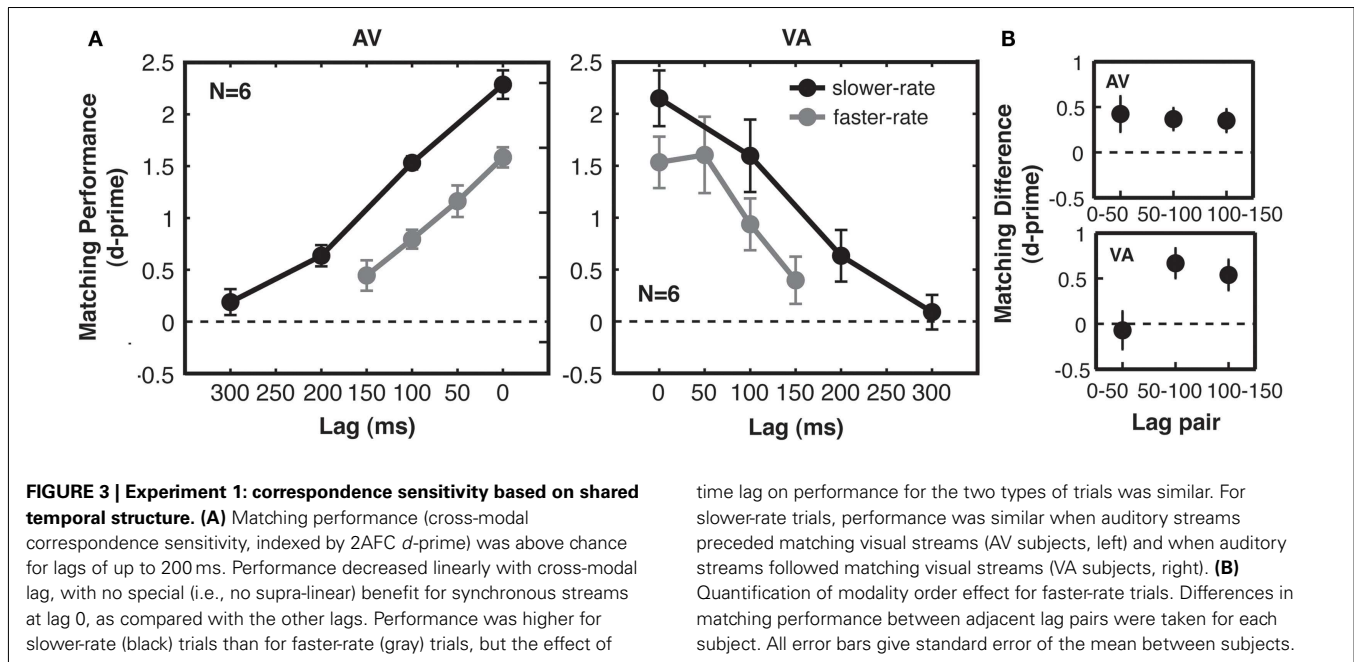 A
AV
VA
B
Matching Performance
(d-prime)
2.5
2
1.5
1
0.5
0
-0.5
N=6
300 250 200 150 100 50 0
Lag (ms)
2.5
2
1.5
1
0.5
0
-0.5
slower-rate
faster-rate
N=6
0 50 100 150 200 250 300
Lag (ms)
Matching Difference
(d-prime)
1
0.5
0
-0.5
AV
0-50 50-100 100-150
1
0.5
0
-0.5
VA
0-50 50-100 100-150
Lag pair
FIGURE 3 | Experiment 1: correspondence sensitivity based on shared
temporal structure. (A) Matching performance (cross-modal
correspondence sensitivity, indexed by 2AFC d-prime) was above chance
for lags of up to 200 ms. Performance decreased linearly with cross-modal
lag, with no special (i.e., no supra-linear) benefit for synchronous streams
at lag 0, as compared with the other lags. Performance was higher for
slower-rate (black) trials than for faster-rate (gray) trials, but the effect of
time lag on performance for the two types of trials was similar. For
slower-rate trials, performance was similar when auditory streams
preceded matching visual streams (AV subjects, left) and when auditory
streams followed matching visual streams (VA subjects, right). (B)
Quantification of modality order effect for faster-rate trials. Differences in
matching performance between adjacent lag pairs were taken for each
subject. All error bars give standard error of the mean between subjects.